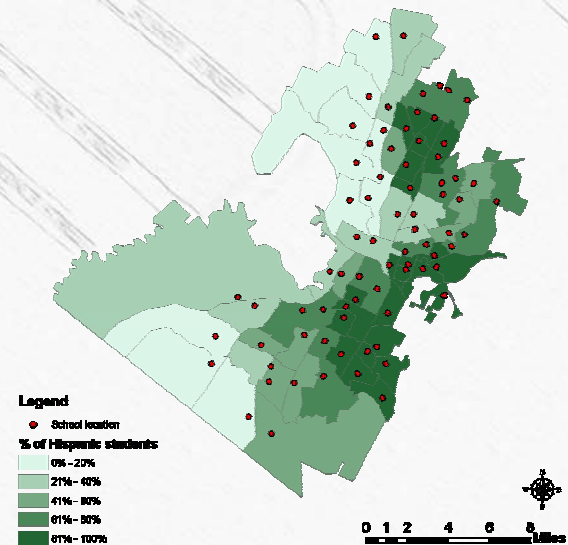 Legend
School location
% of Hispanic students
0% - 20%
21% - 40%
41% - 60%
61% - 80%
81% - 100%
N
W E
S
0 1 2 4 6 8
Miles